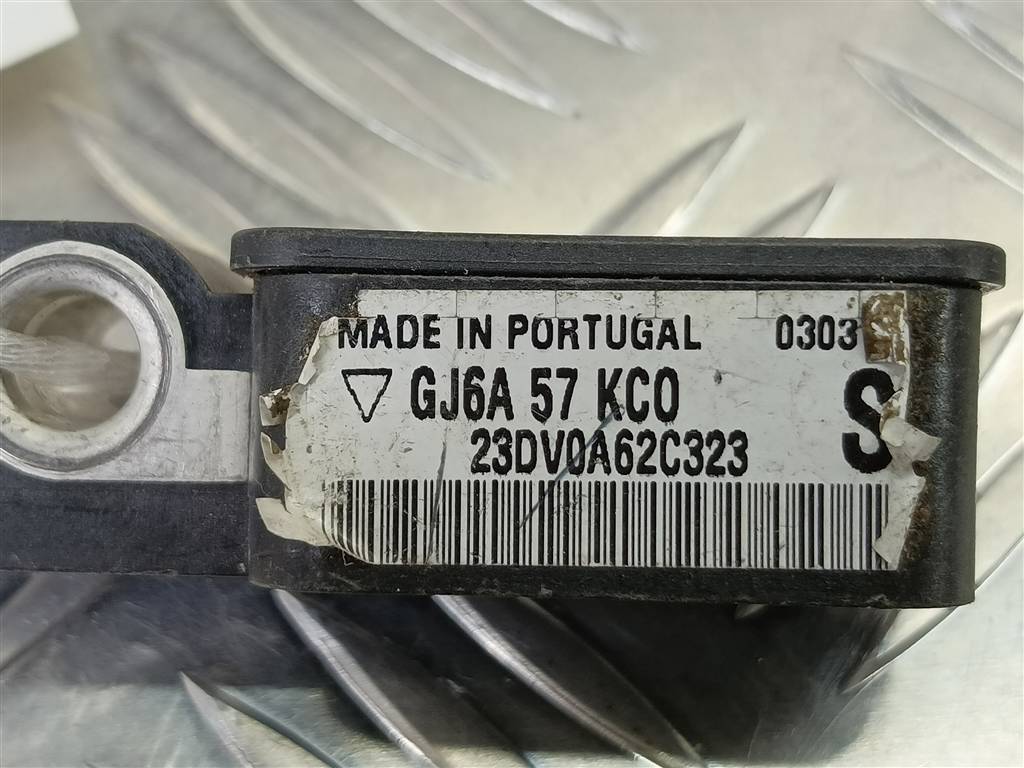 MADE IN PORTUGAL 0303
▽ GJ6A 57 KC0 S
23DV0A62C323